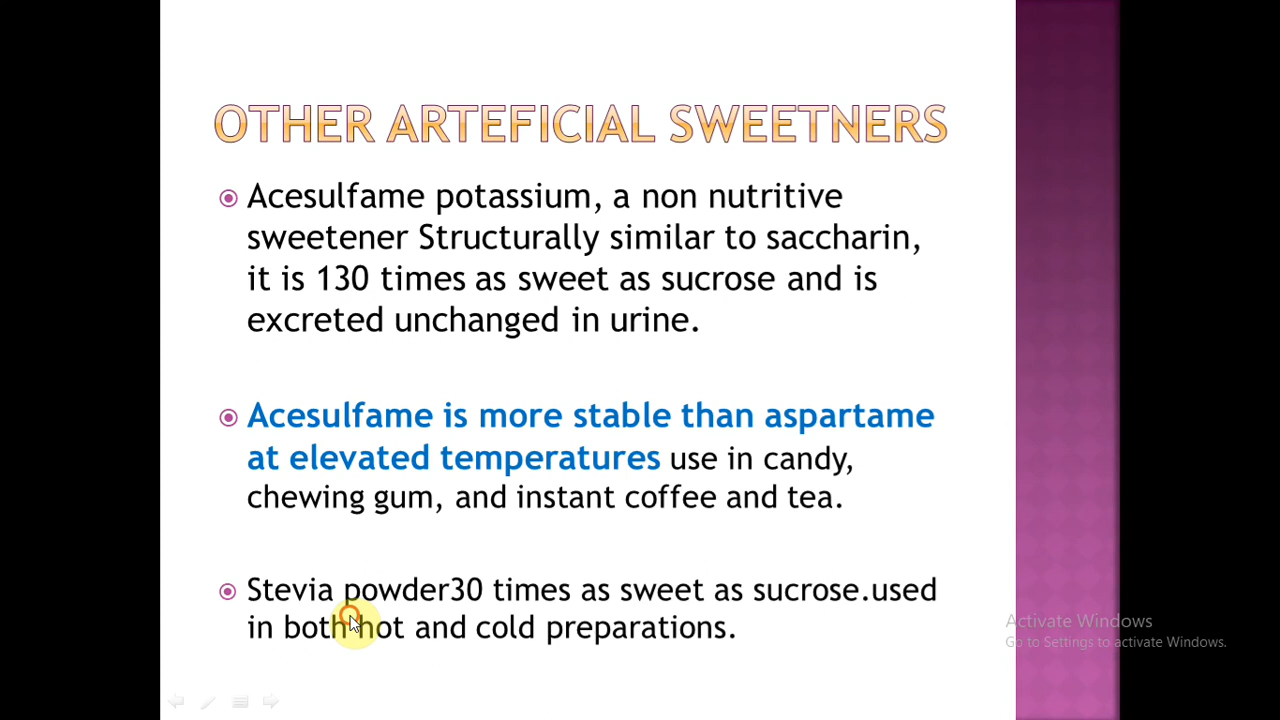 OTHER ARTEFICIAL SWEETNERS
Acesulfame potassium, a non nutritive
sweetener Structurally similar to saccharin,
it is 130 times as sweet as sucrose and is
excreted unchanged in urine.
Acesulfame is more stable than aspartame
at elevated temperatures use in candy,
chewing gum, and instant coffee and tea.
Stevia powder30 times as sweet as sucrose.used
in both hot and cold preparations.
Activate Windows
Go to Settings to activate Windows.